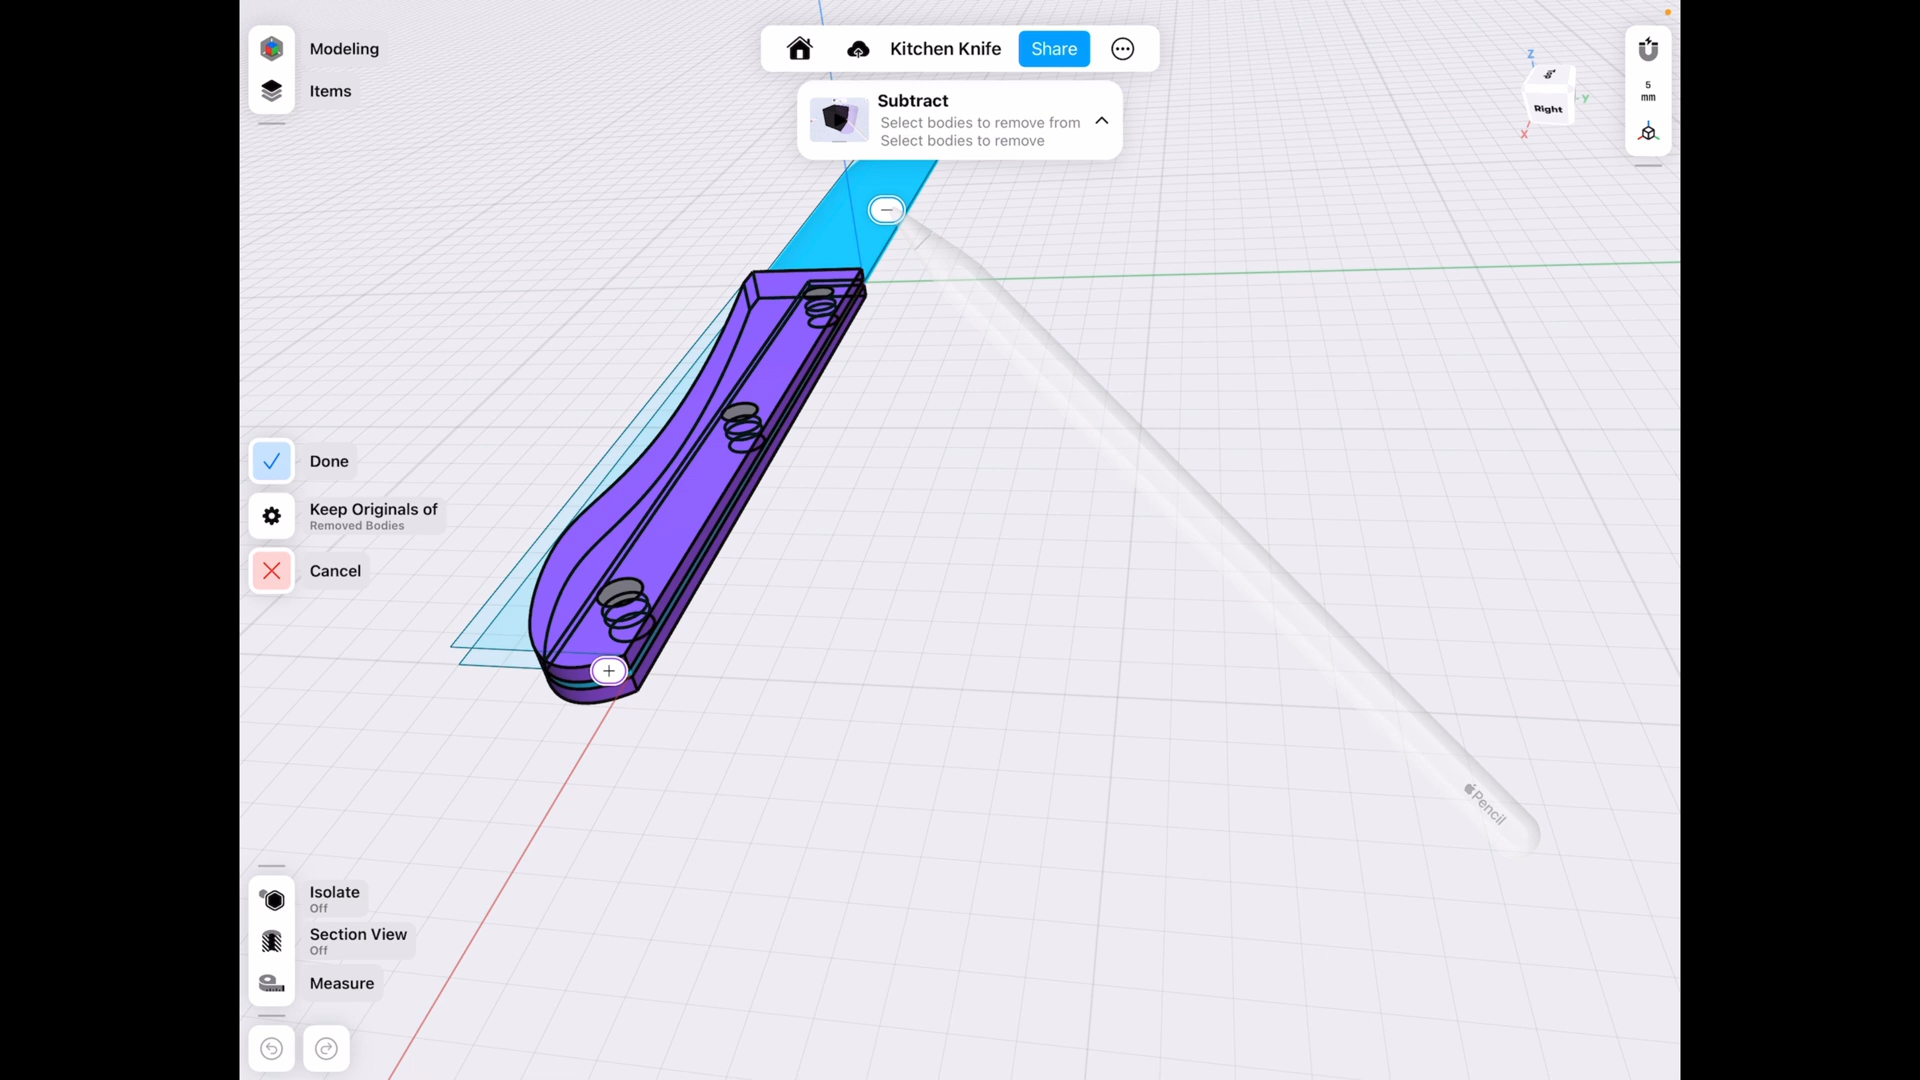 Modeling
Items
Kitchen Knife
Share
Subtract
Select bodies to remove from
Select bodies to remove
Z
Right
Y
X
5
mm
Done
Keep Originals of
Removed Bodies
Cancel
Pencil
Isolate
Off
Section View
Off
Measure